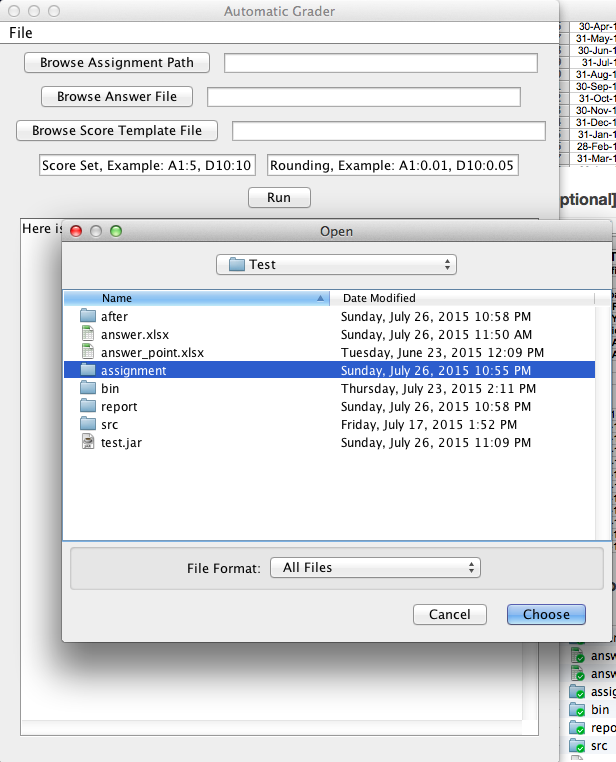 Automatic Grader
File
Browse Assignment Path
Browse Answer File
Browse Score Template File
Score Set, Example: A1:5, D10:10 Rounding, Example: A1:0.01, D10:0.05
Run
Here is
Open
Test
Name Date Modified
after Sunday, July 26, 2015 10:58 PM
answer.xlsx Sunday, July 26, 2015 11:50 AM
answer_point.xlsx Tuesday, June 23, 2015 12:09 PM
assignment Sunday, July 26, 2015 10:55 PM
bin Thursday, July 23, 2015 2:11 PM
report Sunday, July 26, 2015 10:58 PM
src Friday, July 17, 2015 1:52 PM
test.jar Sunday, July 26, 2015 11:09 PM
File Format: All Files
Cancel Choose
30-Apr-1
31-May-1
30-Jun-1
31-Jul-1
31-Aug-1
30-Sep-1
31-Oct-1
30-Nov-1
31-Dec-1
31-Jan-1
28-Feb-1
31-Mar-1
ptional]
answ
answ
assig
bin
repo
src